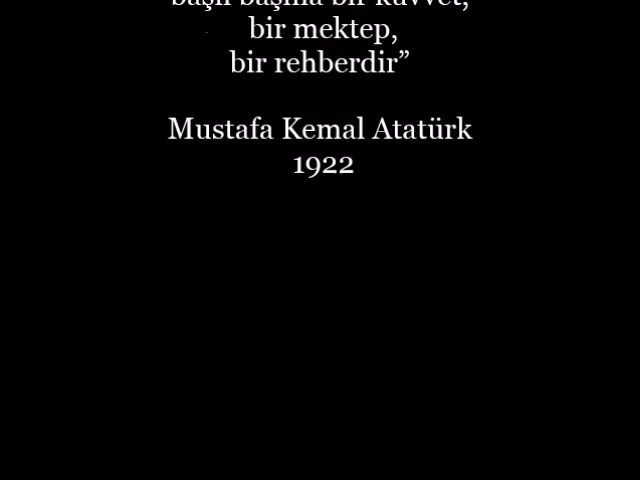 başlı başına bir kuvvet,
bir mektep,
bir rehberdir”
Mustafa Kemal Atatürk
1922